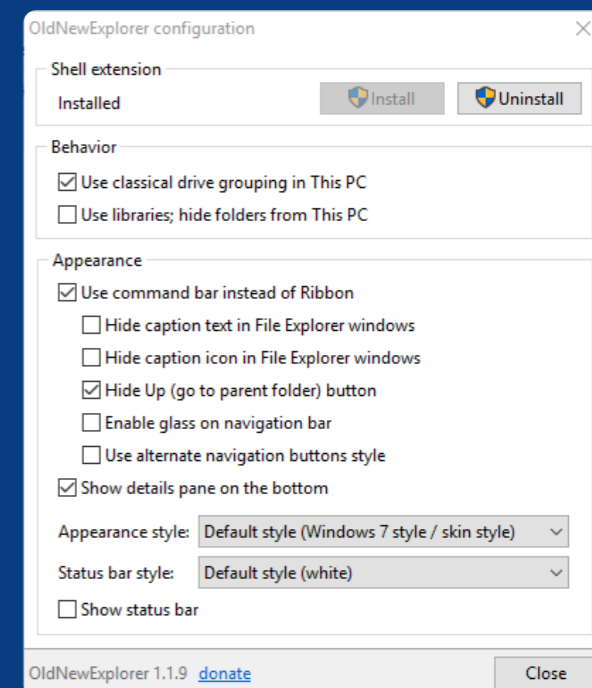 OldNewExplorer configuration
Shell extension
Installed
Install
Uninstall
Behavior
Use classical drive grouping in This PC
Use libraries; hide folders from This PC
Appearance
Use command bar instead of Ribbon
Hide caption text in File Explorer windows
Hide caption icon in File Explorer windows
Hide Up (go to parent folder) button
Enable glass on navigation bar
Use alternate navigation buttons style
Show details pane on the bottom
Appearance style: Default style (Windows 7 style / skin style)
Status bar style: Default style (white)
Show status bar
OldNewExplorer 1.1.9 donate
Close